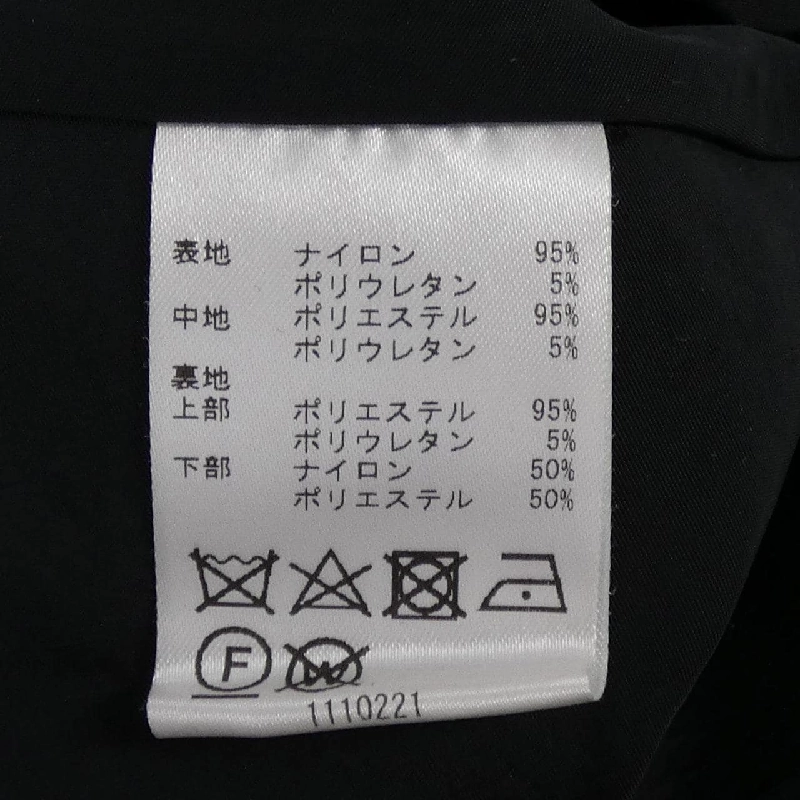 表地 ナイロン 95%
ポリウレタン 5%
中地 ポリエステル 95%
ポリウレタン 5%
裏地
上部 ポリエステル 95%
ポリウレタン 5%
下部 ナイロン 50%
ポリエステル 50%
F W
1110221